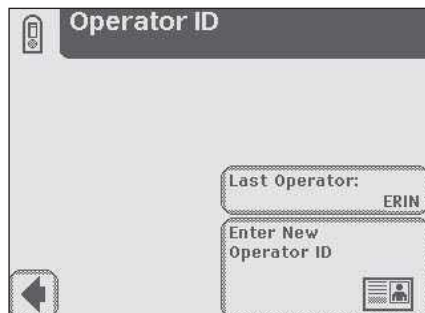 Operator ID
Last Operator:
ERIN
Enter New
Operator ID